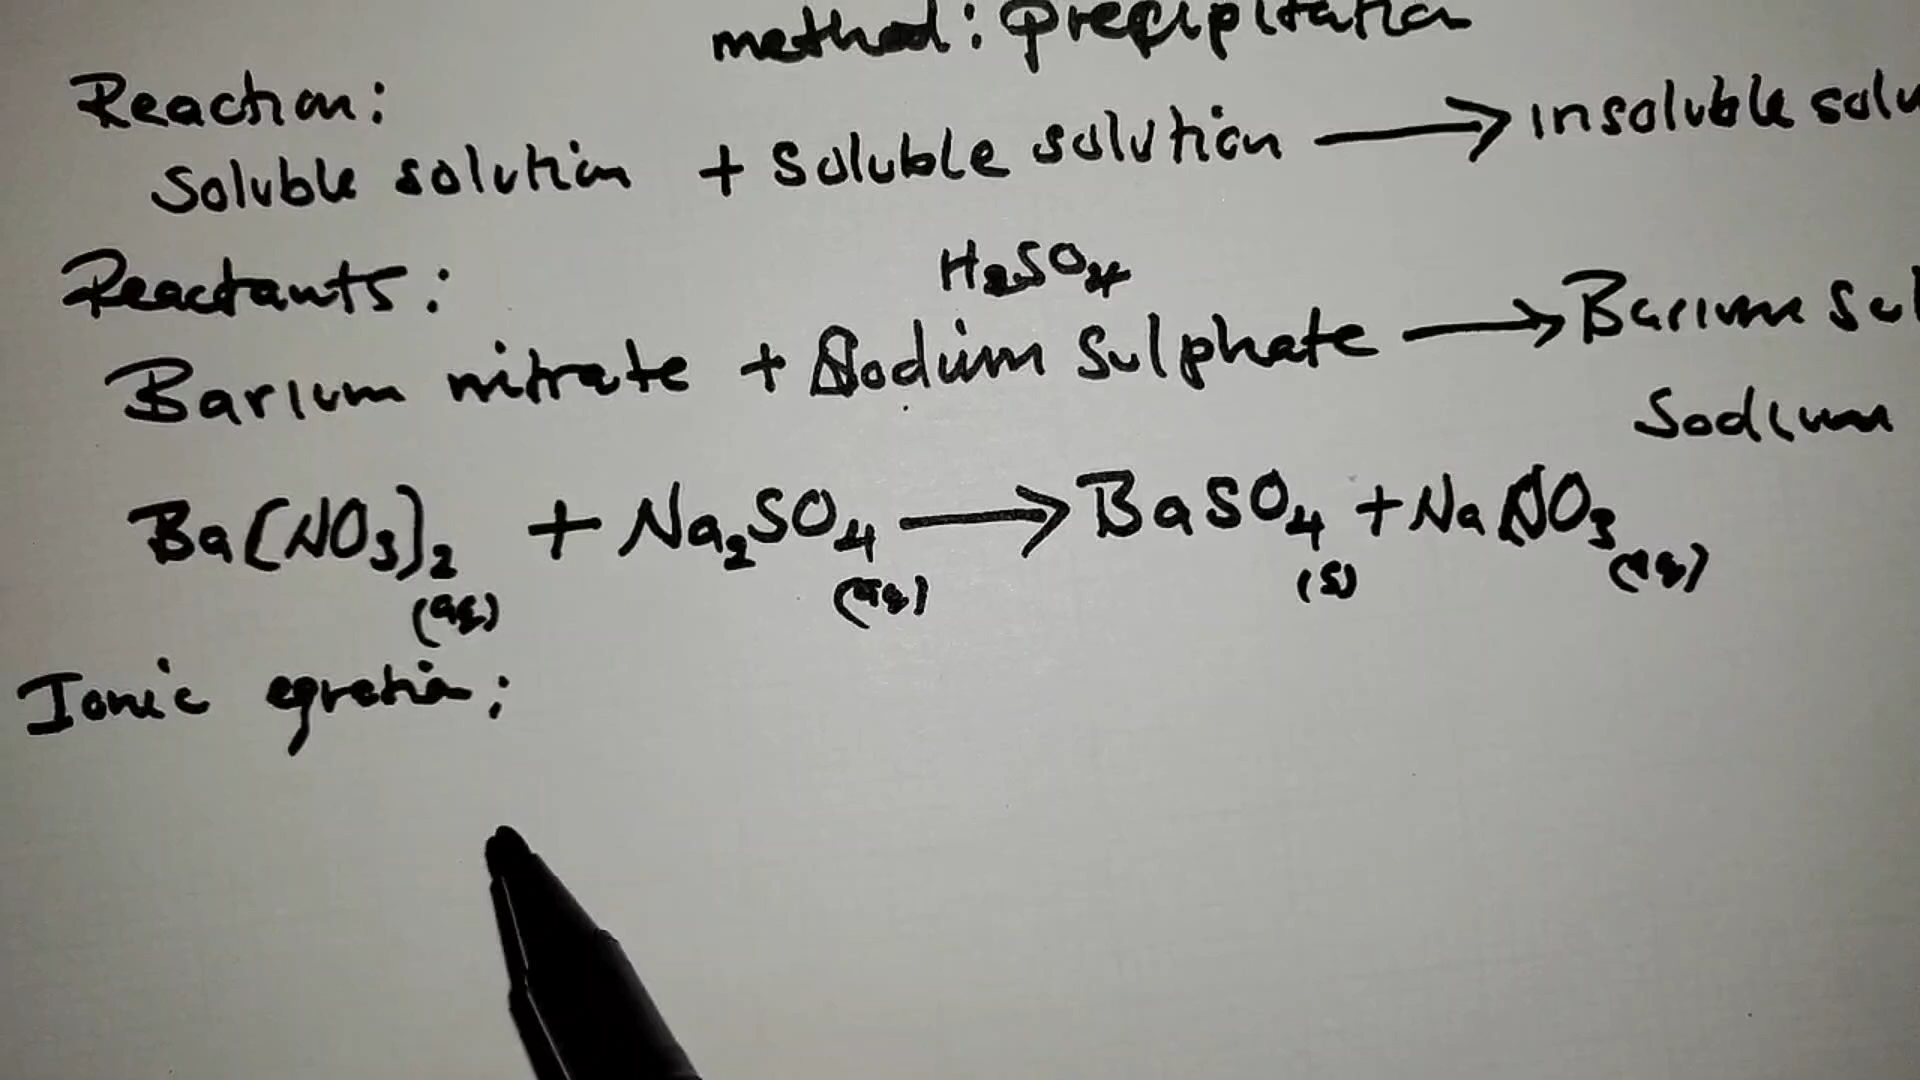 method: precipitation
Reaction:
Soluble solution + Soluble solution → insoluble solu
Reactants:
H2SO4
Barium nitrate + Sodium Sulphate → Barium Sul
Sodium
Ba(NO3)2 (aq) + Na2SO4 (aq) → BaSO4 (s) + NaNO3 (aq)
Ionic equation;